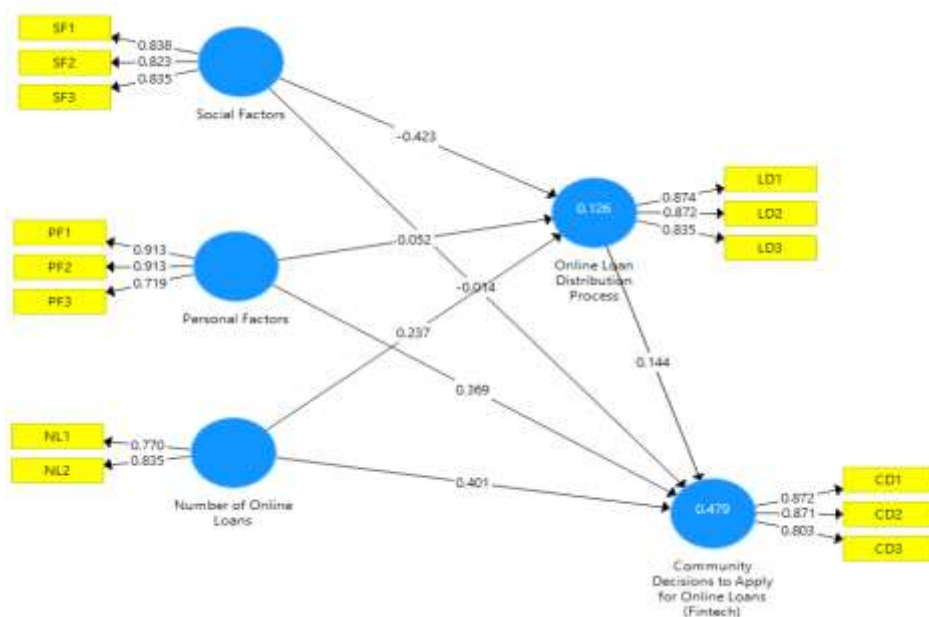 SF1
0.838
SF2
0.823
SF3
0.835
Social Factors
-0.423
LD1
0.874
0.126
0.872
LD2
0.835
LD3
PF1
0.913
PF2
0.913
PF3
0.719
0.052
Online Loan
Distribution
Process
-0.014
Personal Factors
0.237
0.144
0.369
NL1
0.770
NL2
0.835
0.401
Number of Online
Loans
CD1
0.872
0.479
0.871
CD2
0.803
CD3
Community
Decisions to Apply
for Online Loans
(Fintech)